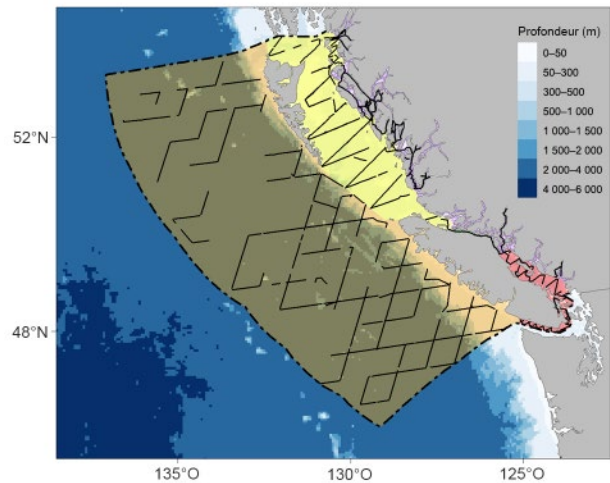 Profondeur (m)
0–50
50–300
300–500
500–1 000
1 000–1 500
1 500–2 000
2 000–4 000
4 000–6 000
52°N
48°N
135°O
130°O
125°O